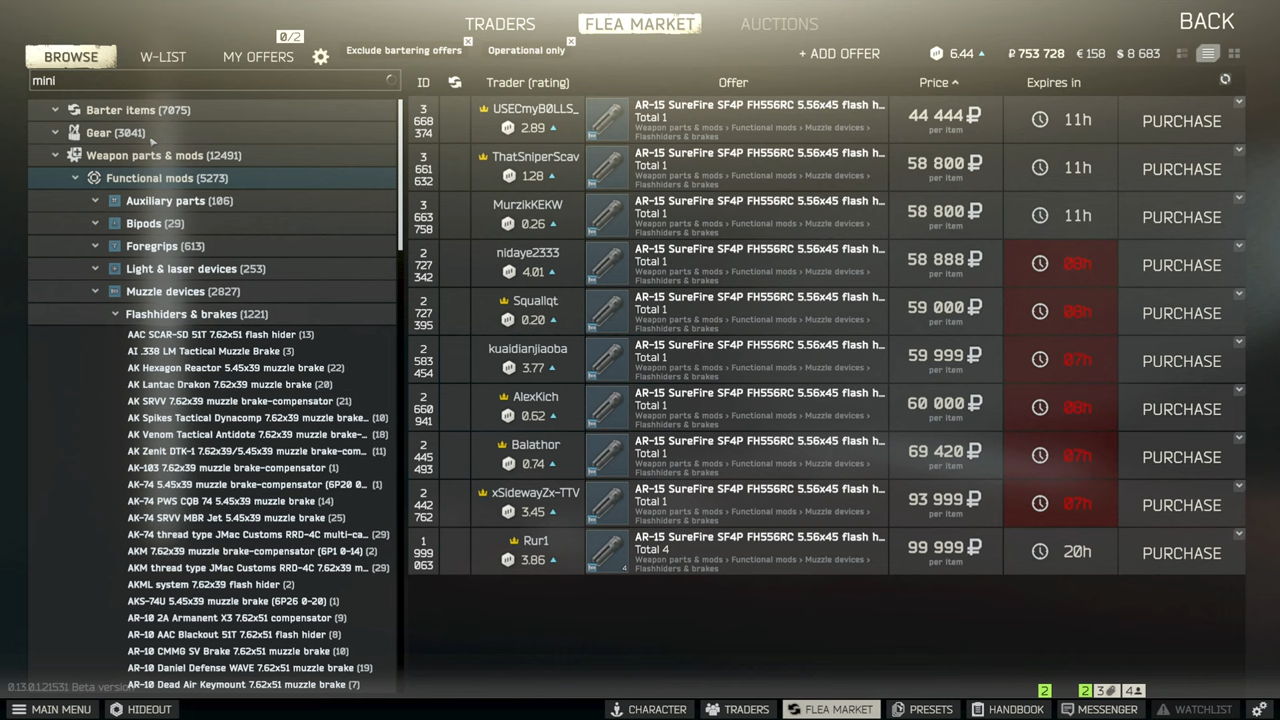 TRADERS
FLEA MARKET
AUCTIONS
BACK
BROWSE
W-LIST
0/2
MY OFFERS
Exclude bartering offers
Operational only
+ ADD OFFER
6.44
₽ 753 728
€ 158
$ 8 683
mini
Barter items (7075)
Gear (3041)
Weapon parts & mods (12491)
Functional mods (5273)
Auxiliary parts (106)
Bipods (29)
Foregrips (613)
Light & laser devices (253)
Muzzle devices (2827)
Flashhiders & brakes (1221)
AAC SCAR-SD 51T 7.62x51 flash hider (13)
AI .338 LM Tactical Muzzle Brake (3)
AK Hexagon Reactor 5.45x39 muzzle brake (22)
AK Lantac Drakon 7.62x39 muzzle brake (20)
AK SRVV 7.62x39 muzzle brake-compensator (21)
AK Spikes Tactical Dynacomp 7.62x39 muzzle brake... (10)
AK Venom Tactical Antidote 7.62x39 muzzle brake-... (18)
AK Zenit DTK-1 7.62x39/5.45x39 muzzle brake-com... (11)
AK-103 7.62x39 muzzle brake-compensator (1)
AK-74 5.45x39 muzzle brake-compensator (6P20 0... (1)
AK-74 PWS CQB 74 5.45x39 muzzle brake (14)
AK-74 SRVV MBR Jet 5.45x39 muzzle brake (25)
AK-74 thread type JMac Customs RRD-4C multi-ca... (29)
AKM 7.62x39 muzzle brake-compensator (6P1 0-14) (2)
AKM thread type JMac Customs RRD-4C 7.62x39 m... (29)
AKML system 7.62x39 flash hider (2)
AKS-74U 5.45x39 muzzle brake (6P26 0-20) (1)
AR-10 2A Armanent X3 7.62x51 compensator (9)
AR-10 AAC Blackout 51T 7.62x51 flash hider (8)
AR-10 CMMG SV Brake 7.62x51 muzzle brake (10)
AR-10 Daniel Defense WAVE 7.62x51 muzzle brake (19)
AR-10 Dead Air Keymount 7.62x51 muzzle brake (7)
ID
Trader (rating)
Offer
Price
Expires in
3 668 374
USECmyB0LLS_
2.89
AR-15 SureFire SF4P FH556RC 5.56x45 flash h...
Total 1
Weapon parts & mods > Functional mods > Muzzle devices >
Flashhiders & brakes
44 444 ₽
per item
11h
PURCHASE
3 661 632
ThatSniperScav
1.28
AR-15 SureFire SF4P FH556RC 5.56x45 flash h...
Total 1
Weapon parts & mods > Functional mods > Muzzle devices >
Flashhiders & brakes
58 800 ₽
per item
11h
PURCHASE
3 663 758
MurzikKEKW
0.26
AR-15 SureFire SF4P FH556RC 5.56x45 flash h...
Total 1
Weapon parts & mods > Functional mods > Muzzle devices >
Flashhiders & brakes
58 800 ₽
per item
11h
PURCHASE
2 727 342
nidaye2333
4.01
AR-15 SureFire SF4P FH556RC 5.56x45 flash h...
Total 1
Weapon parts & mods > Functional mods > Muzzle devices >
Flashhiders & brakes
58 888 ₽
per item
08h
PURCHASE
2 727 395
Squallqt
0.20
AR-15 SureFire SF4P FH556RC 5.56x45 flash h...
Total 1
Weapon parts & mods > Functional mods > Muzzle devices >
Flashhiders & brakes
59 000 ₽
per item
08h
PURCHASE
2 583 454
kuaidianjiaoba
3.77
AR-15 SureFire SF4P FH556RC 5.56x45 flash h...
Total 1
Weapon parts & mods > Functional mods > Muzzle devices >
Flashhiders & brakes
59 999 ₽
per item
07h
PURCHASE
2 660 941
AlexKich
0.62
AR-15 SureFire SF4P FH556RC 5.56x45 flash h...
Total 1
Weapon parts & mods > Functional mods > Muzzle devices >
Flashhiders & brakes
60 000 ₽
per item
08h
PURCHASE
2 445 493
Balathor
0.74
AR-15 SureFire SF4P FH556RC 5.56x45 flash h...
Total 1
Weapon parts & mods > Functional mods > Muzzle devices >
Flashhiders & brakes
69 420 ₽
per item
07h
PURCHASE
2 442 762
xSidewayZx-TTV
3.45
AR-15 SureFire SF4P FH556RC 5.56x45 flash h...
Total 1
Weapon parts & mods > Functional mods > Muzzle devices >
Flashhiders & brakes
93 999 ₽
per item
07h
PURCHASE
1 999 063
Rur1
3.86
4
AR-15 SureFire SF4P FH556RC 5.56x45 flash h...
Total 4
Weapon parts & mods > Functional mods > Muzzle devices >
Flashhiders & brakes
99 999 ₽
per item
20h
PURCHASE
0.13.0.1.21531 Beta version
2
2
3
4
MAIN MENU
HIDEOUT
CHARACTER
TRADERS
FLEA MARKET
PRESETS
HANDBOOK
MESSENGER
WATCHLIST